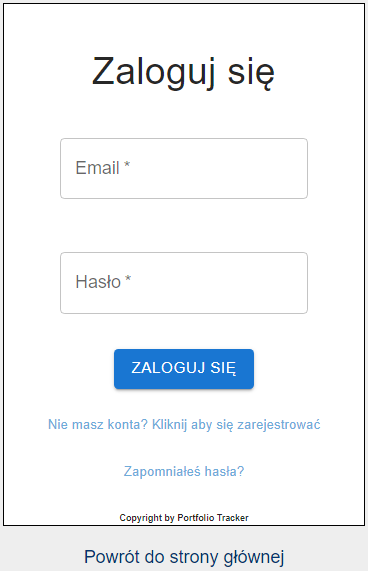 Zaloguj się
Email *
Hasło *
ZALOGUJ SIĘ
Nie masz konta? Kliknij aby się zarejestrować
Zapomniałeś hasła?
Copyright by Portfolio Tracker
Powrót do strony głównej